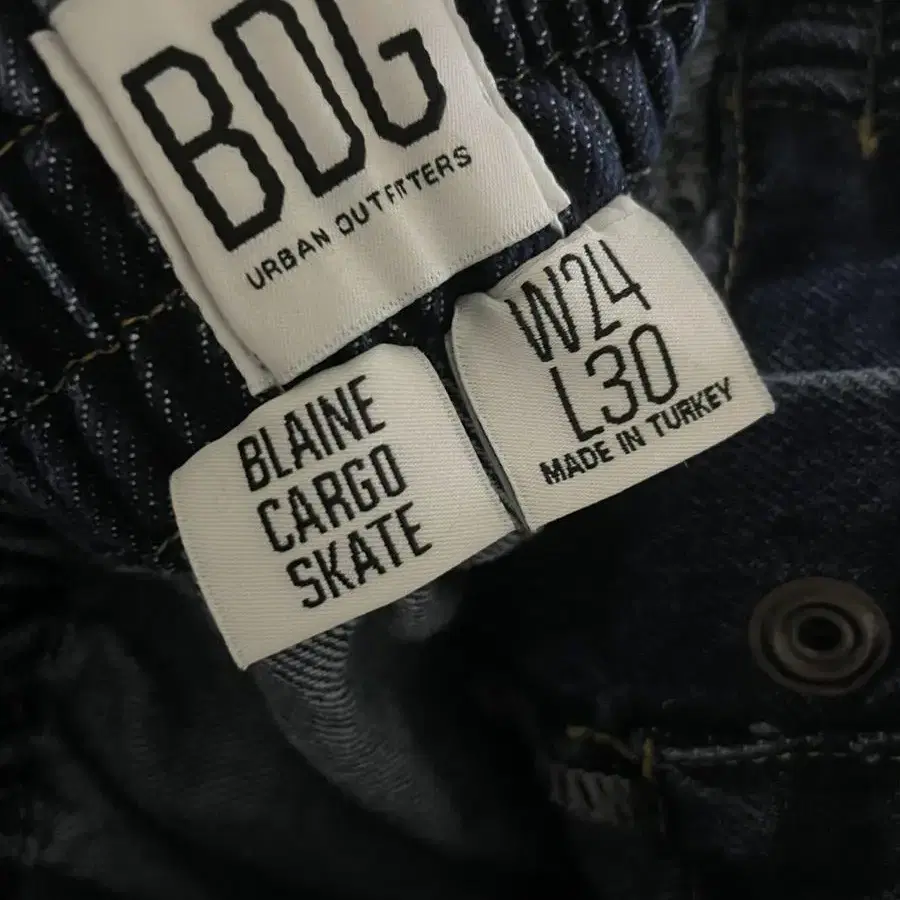 BDG
URBAN OUTFITTERS
BLAINE
CARGO
SKATE
W24
L30
MADE IN TURKEY